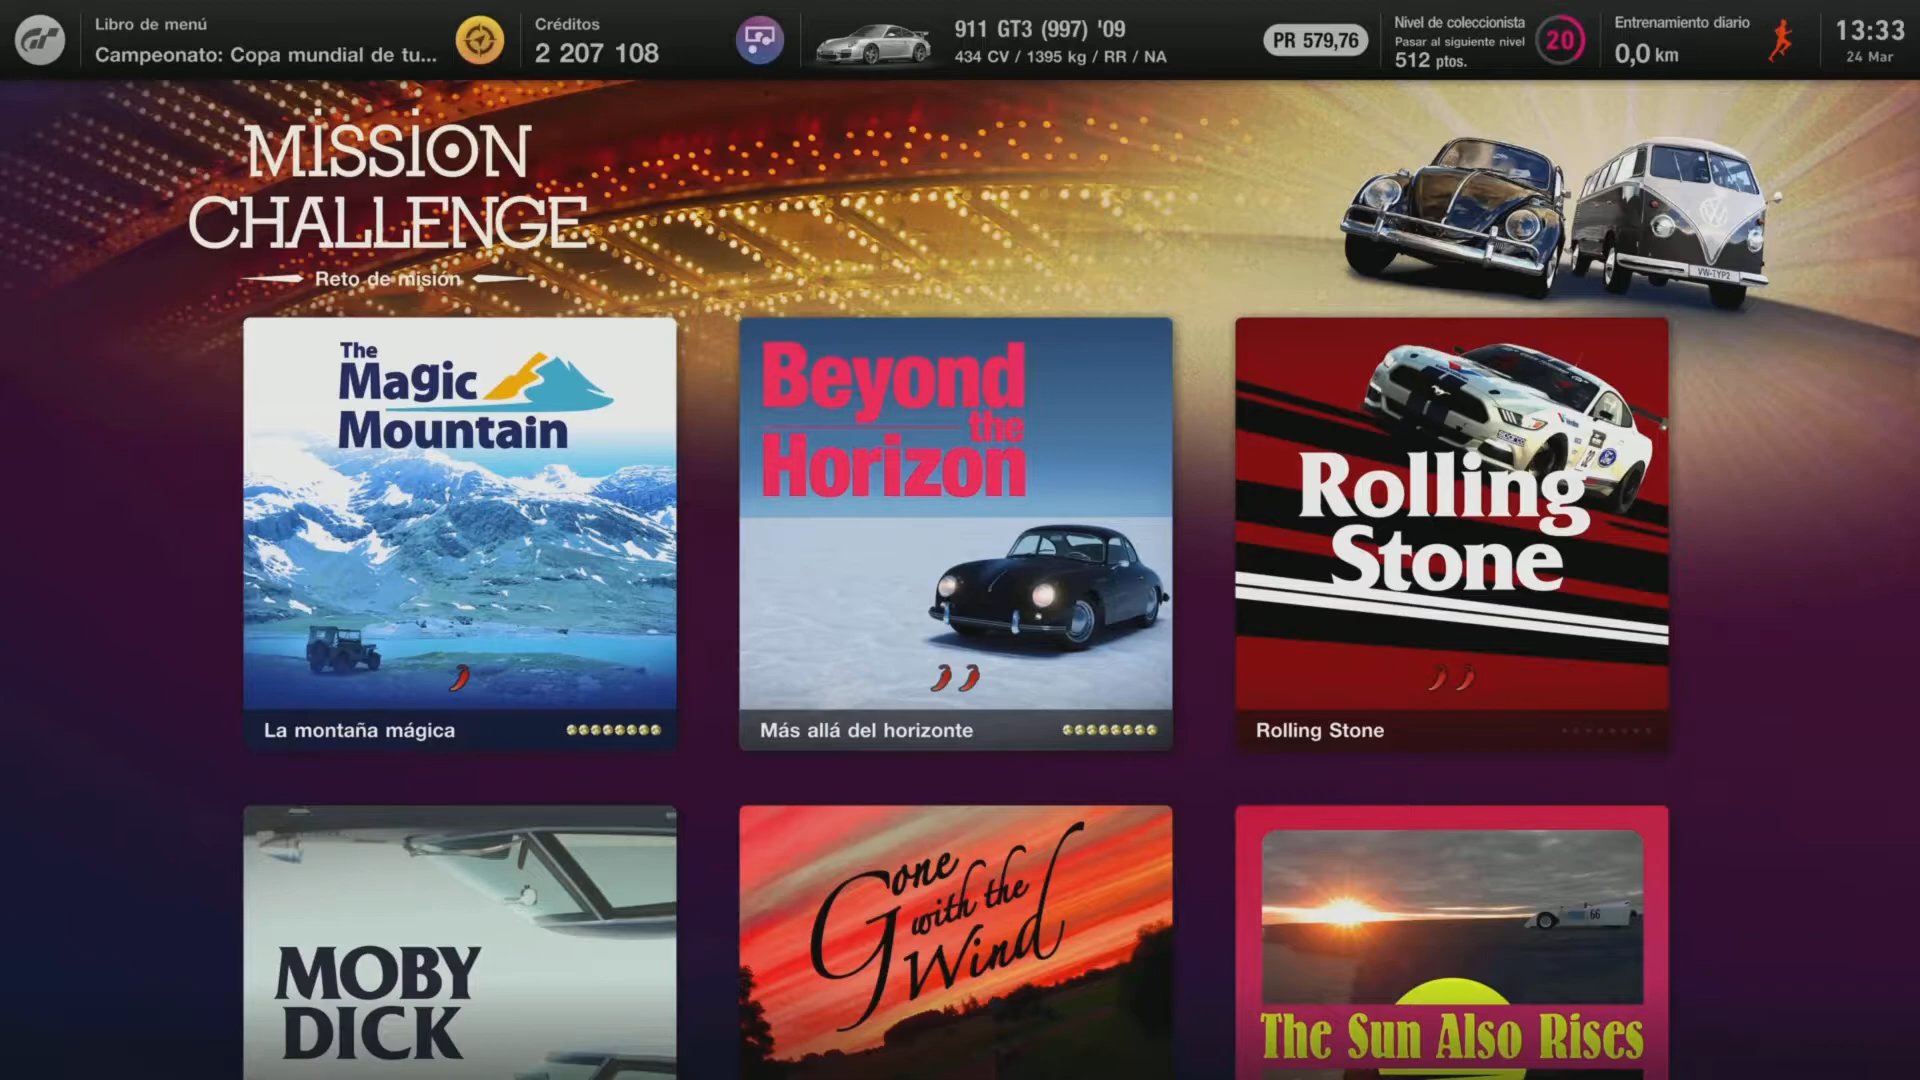 Libro de menú
Campeonato: Copa mundial de tu...
Créditos
2 207 108
911 GT3 (997) '09
434 CV / 1395 kg / RR / NA
PR 579,76
Nivel de coleccionista
Pasar al siguiente nivel
512 ptos.
20
Entrenamiento diario
0,0 km
13:33
24 Mar
MISSION
CHALLENGE
Reto de misión
VW-TYP2
The
Magic
Mountain
La montaña mágica
Beyond
the
Horizon
Más allá del horizonte
Rolling
Stone
Rolling Stone
MOBY
DICK
Gone
with the
Wind
66
The Sun Also Rises